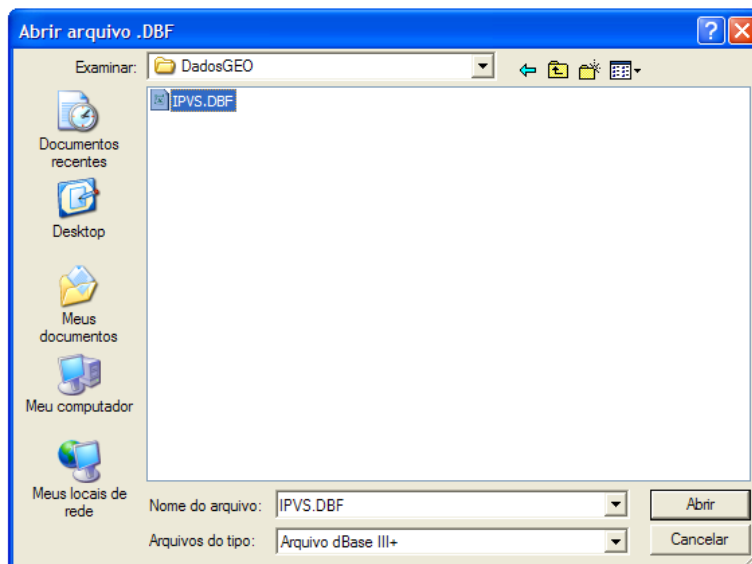 Abrir arquivo .DBF
Examinar: DadosGEO
IPVS.DBF
Documentos
recentes
Desktop
Meus
documentos
Meu computador
Meus locais de
rede
Nome do arquivo: IPVS.DBF Abrir
Arquivos do tipo: Arquivo dBase III+ Cancelar